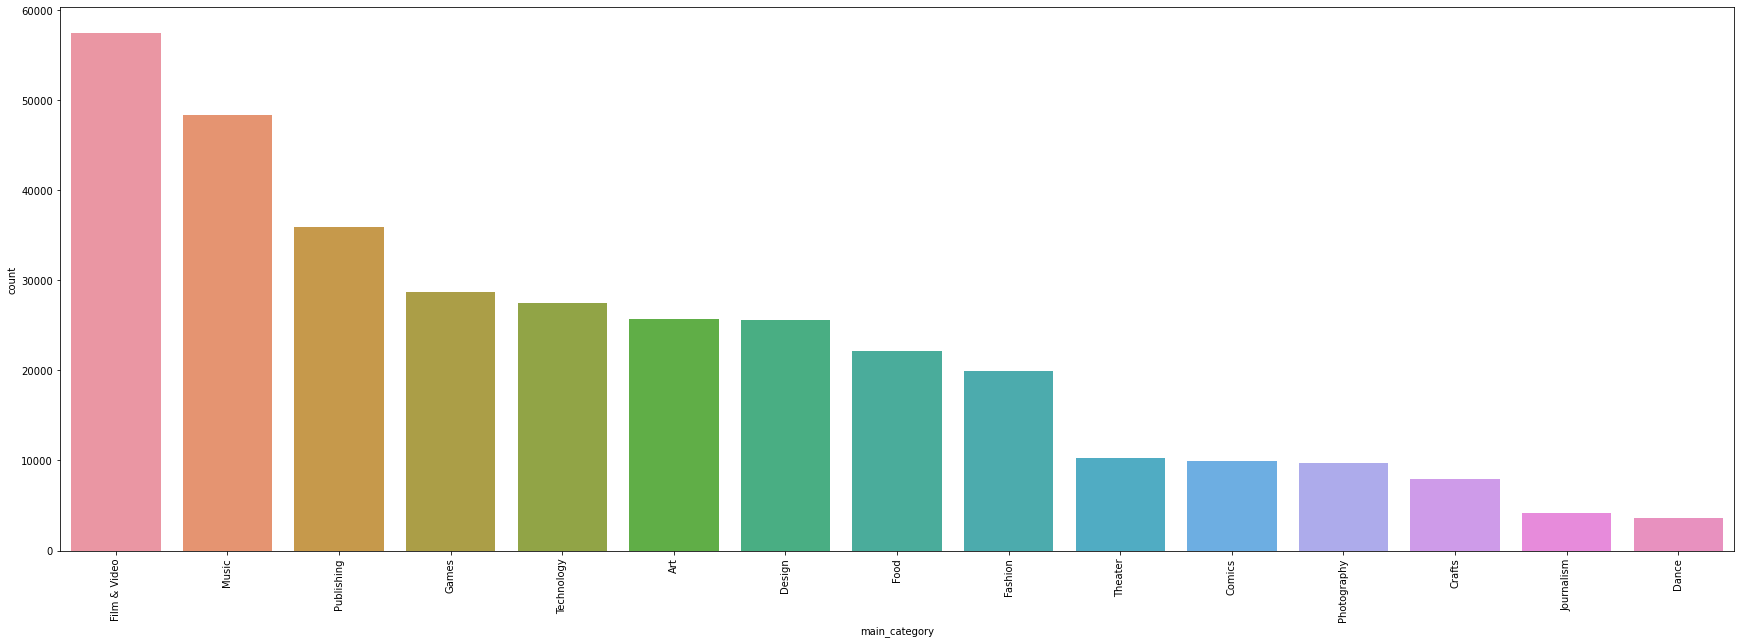 60000
50000
40000
30000
20000
10000
0
count
Film & Video
Music
Publishing
Games
Technology
Art
Design
Food
Fashion
Theater
Comics
Photography
Crafts
Journalism
Dance
main_category